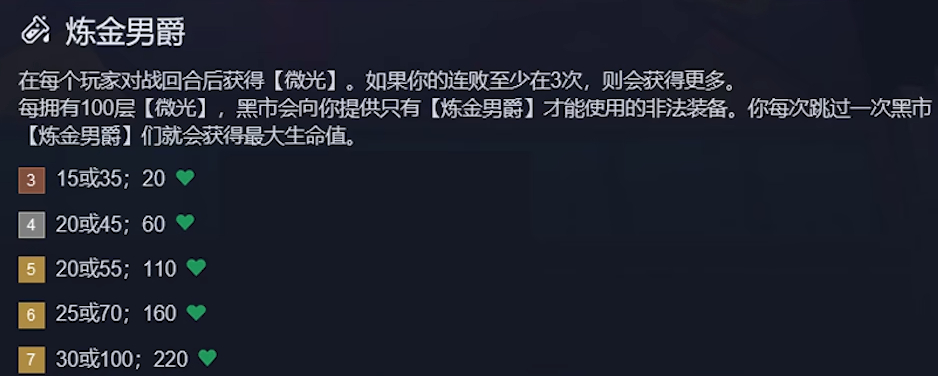 炼金男爵
在每个玩家对战回合后获得【微光】。如果你的连败至少在3次，则会获得更多。
每拥有100层【微光】，黑市会向你提供只有【炼金男爵】才能使用的非法装备。你每次跳过一次黑市
【炼金男爵】们就会获得最大生命值。
3 15或35；20
4 20或45；60
5 20或55；110
6 25或70；160
7 30或100；220